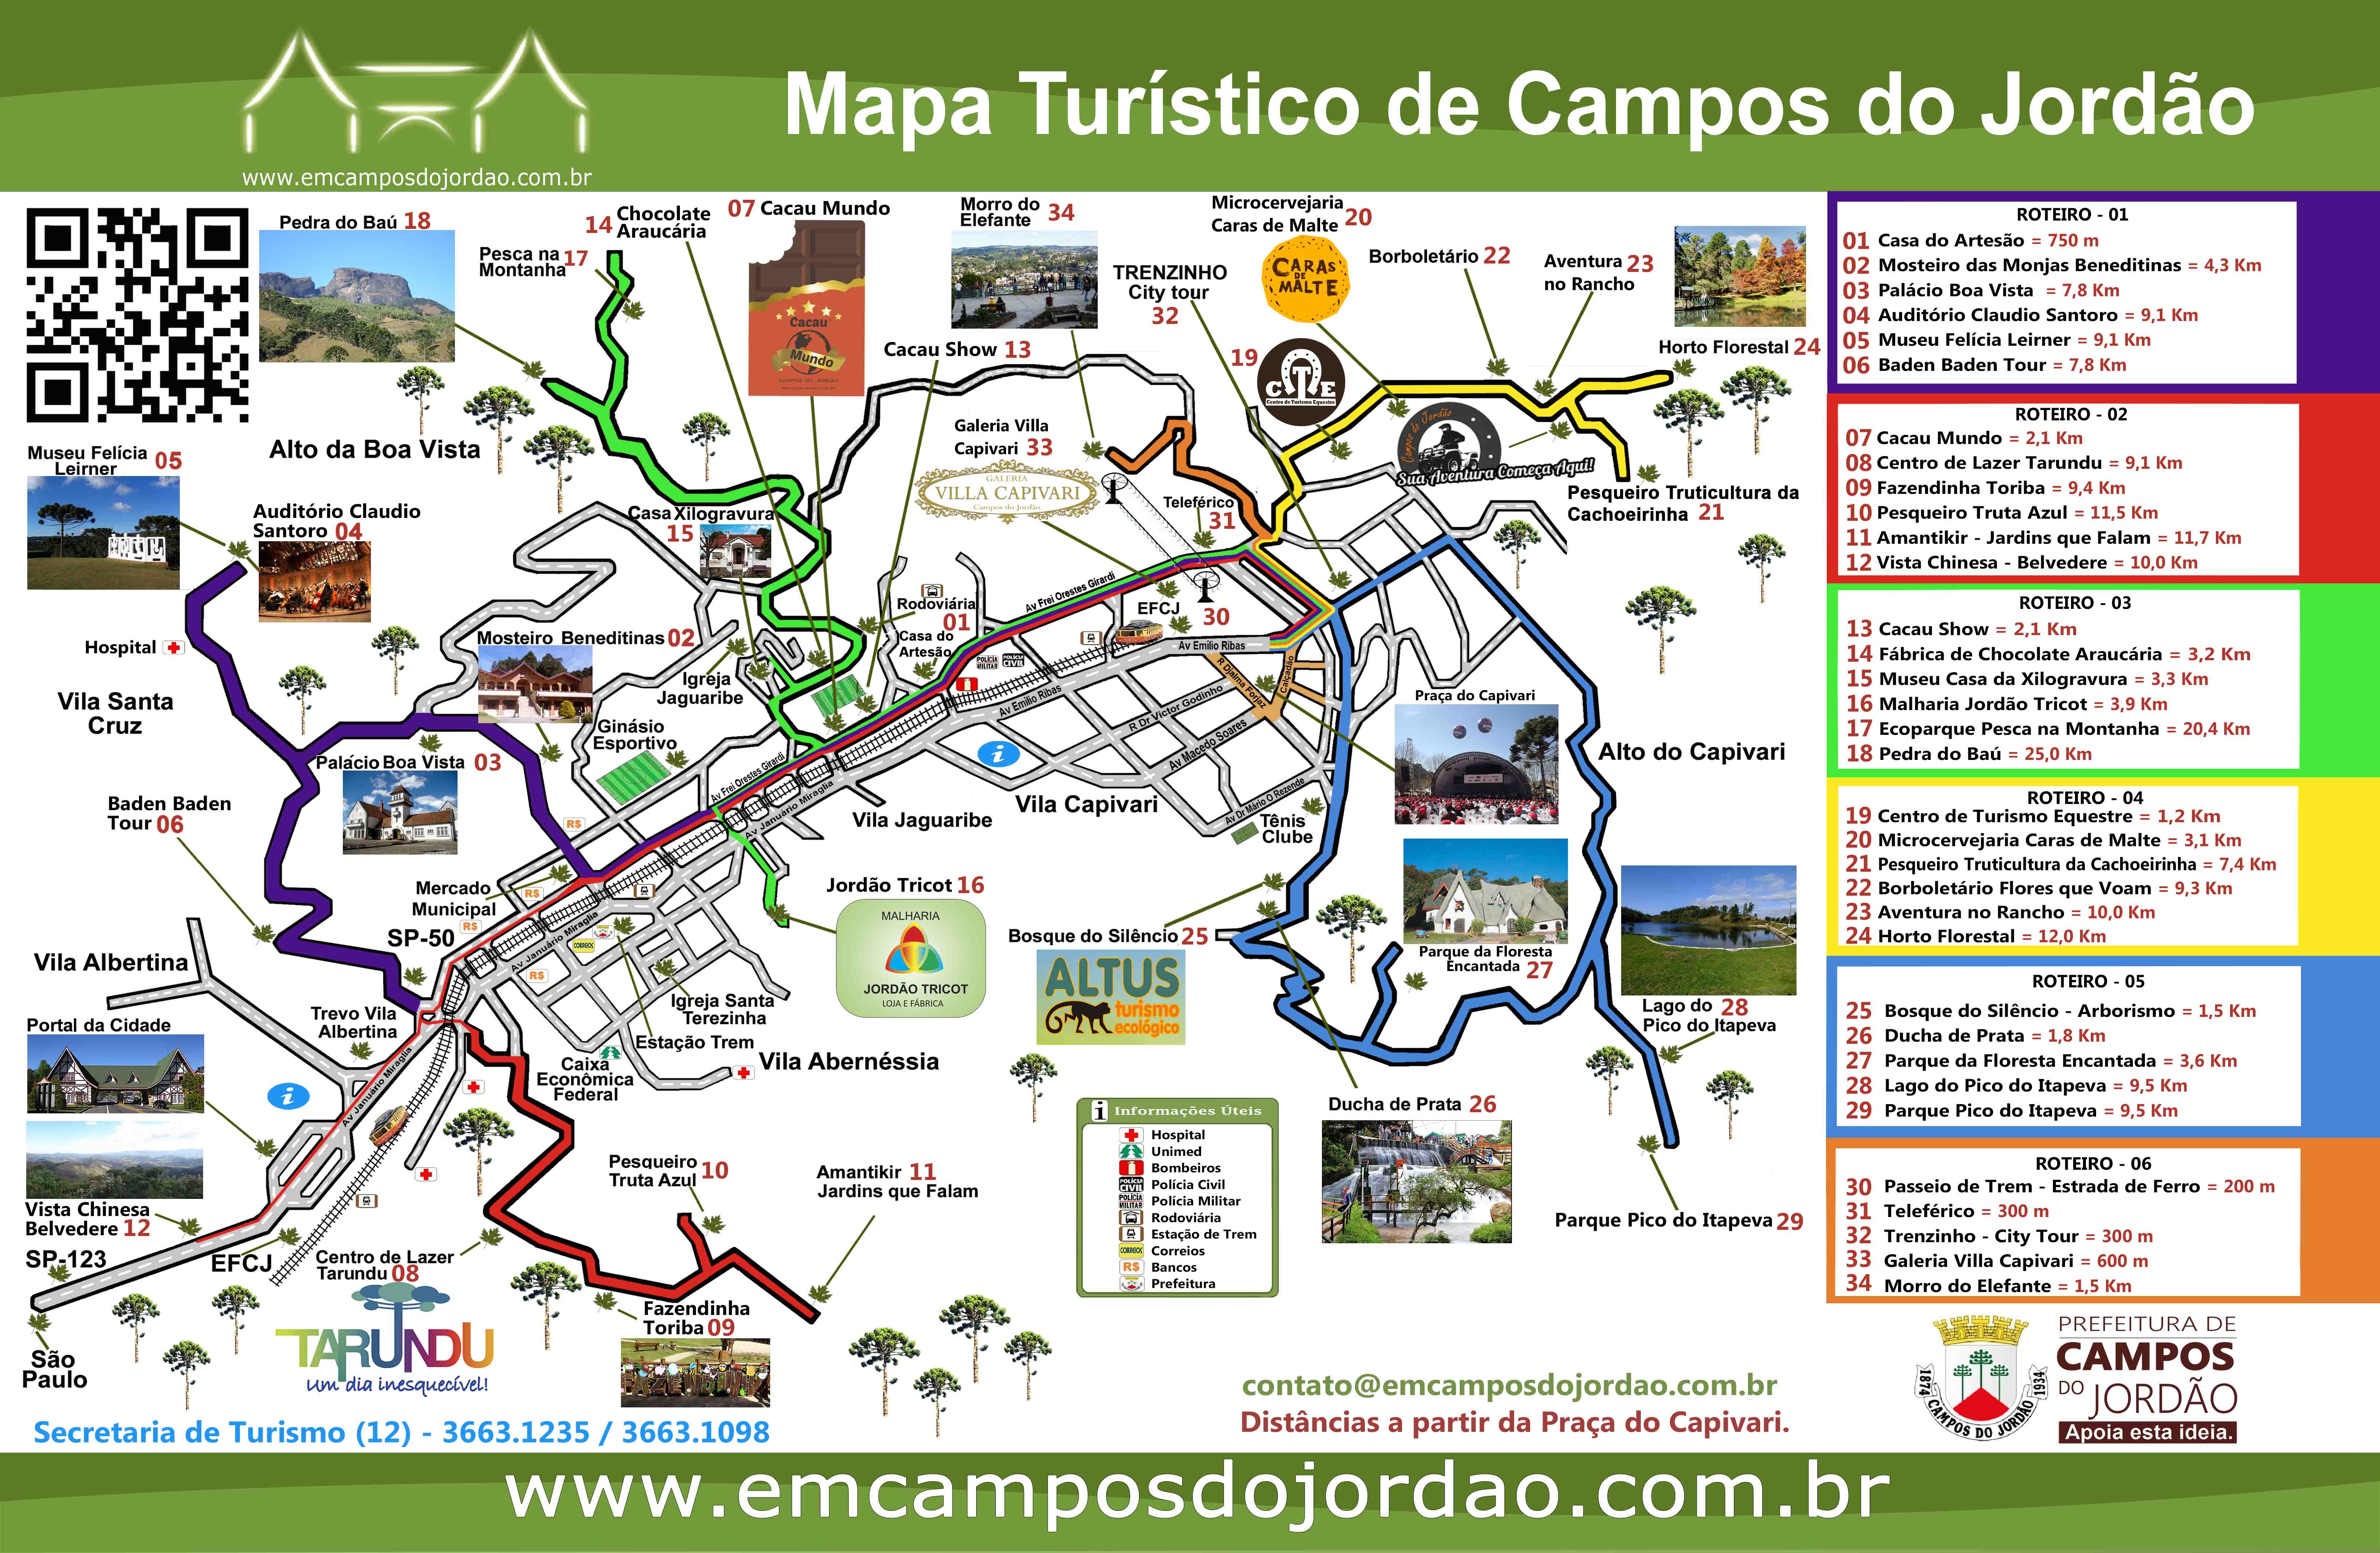 Mapa Turístico de Campos do Jordão
www.emcamposdojordao.com.br
Pedra do Baú 18
Pesca na 17
Montanha
14 Chocolate
Araucária
07 Cacau Mundo
Cacau
Mundo
CAMPOS DO JORDÃO
Morro do
Elefante 34
Microcervejaria
Caras de Malte 20
CARAS
DE
MALTE
TRENZINHO
City tour
32
Borboletário 22
Aventura 23
no Rancho
Horto Florestal 24
Cacau Show 13
19
CTE
Centro de Turismo Equestre
Campos do Jordão
Sua Aventura Começa Aqui!
Pesqueiro Truticultura da
Cachoeirinha 21
Galeria Villa
Capivari 33
GALERIA
VILLA CAPIVARI
Campos do Jordão
Teleférico
31
Alto da Boa Vista
Museu Felícia
Leirner 05
Auditório Claudio
Santoro 04
Casa Xilogravura
15
Hospital
Vila Santa
Cruz
Mosteiro Beneditinas 02
Igreja
Jaguaribe
Rodoviária
01
Casa do
Artesão
POLÍCIA
MILITAR
POLÍCIA
CIVIL
Av Frei Orestes Girardi
EFCJ
30
Av Emilio Ribas
Av Emilio Ribas
R Djalma Forjaz
Calçadão
R Dr Victor Godinho
Av Macedo Soares
Av Dr Mário O Rezende
Praça do Capivari
Alto do Capivari
Ginásio
Esportivo
Palácio Boa Vista 03
Av Frei Orestes Girardi
Av Januário Miraglia
Vila Jaguaribe
Vila Capivari
Tênis
Clube
Baden Baden
Tour 06
R$
Mercado
Municipal
R$
R$
SP-50
Av Januário Miraglia
CORREIOS
R$
Jordão Tricot 16
MALHARIA
JORDÃO TRICOT
LOJA E FÁBRICA
Bosque do Silêncio 25
ALTUS
turismo
ecológico
Parque da Floresta
Encantada 27
Lago do 28
Pico do Itapeva
Vila Albertina
Portal da Cidade
Trevo Vila
Albertina
Av Januário Miraglia
Igreja Santa
Terezinha
Estação Trem
Caixa
Econômica
Federal
Vila Abernéssia
Vista Chinesa
Belvedere 12
SP-123
EFCJ
São
Paulo
Centro de Lazer
Tarundu 08
TARUNDU
Um dia inesquecível!
Pesqueiro
Truta Azul 10
Amantikir 11
Jardins que Falam
Fazendinha
Toriba 09
Ducha de Prata 26
Parque Pico do Itapeva 29
i Informações Úteis
Hospital
Unimed
Bombeiros
POLÍCIA CIVIL Polícia Civil
POLÍCIA MILITAR Polícia Militar
Rodoviária
Estação de Trem
CORREIOS Correios
R$ Bancos
Prefeitura
Secretaria de Turismo (12) - 3663.1235 / 3663.1098
contato@emcamposdojordao.com.br
Distâncias a partir da Praça do Capivari.
ROTEIRO - 01
01 Casa do Artesão = 750 m
02 Mosteiro das Monjas Beneditinas = 4,3 Km
03 Palácio Boa Vista = 7,8 Km
04 Auditório Claudio Santoro = 9,1 Km
05 Museu Felícia Leirner = 9,1 Km
06 Baden Baden Tour = 7,8 Km
ROTEIRO - 02
07 Cacau Mundo = 2,1 Km
08 Centro de Lazer Tarundu = 9,1 Km
09 Fazendinha Toriba = 9,4 Km
10 Pesqueiro Truta Azul = 11,5 Km
11 Amantikir - Jardins que Falam = 11,7 Km
12 Vista Chinesa - Belvedere = 10,0 Km
ROTEIRO - 03
13 Cacau Show = 2,1 Km
14 Fábrica de Chocolate Araucária = 3,2 Km
15 Museu Casa da Xilogravura = 3,3 Km
16 Malharia Jordão Tricot = 3,9 Km
17 Ecoparque Pesca na Montanha = 20,4 Km
18 Pedra do Baú = 25,0 Km
ROTEIRO - 04
19 Centro de Turismo Equestre = 1,2 Km
20 Microcervejaria Caras de Malte = 3,1 Km
21 Pesqueiro Truticultura da Cachoeirinha = 7,4 Km
22 Borboletário Flores que Voam = 9,3 Km
23 Aventura no Rancho = 10,0 Km
24 Horto Florestal = 12,0 Km
ROTEIRO - 05
25 Bosque do Silêncio - Arborismo = 1,5 Km
26 Ducha de Prata = 1,8 Km
27 Parque da Floresta Encantada = 3,6 Km
28 Lago do Pico do Itapeva = 9,5 Km
29 Parque Pico do Itapeva = 9,5 Km
ROTEIRO - 06
30 Passeio de Trem - Estrada de Ferro = 200 m
31 Teleférico = 300 m
32 Trenzinho - City Tour = 300 m
33 Galeria Villa Capivari = 600 m
34 Morro do Elefante = 1,5 Km
1874
CAMPOS DO JORDÃO
1934
PREFEITURA DE
CAMPOS
DO JORDÃO
Apoia esta ideia.
www.emcamposdojordao.com.br